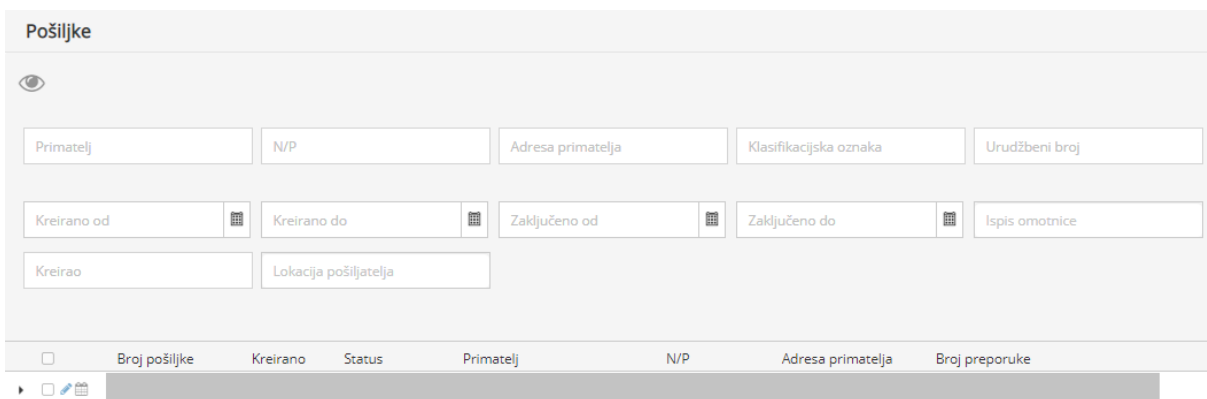 Pošiljke
Primatelj N/P Adresa primatelja Klasifikacijska oznaka Urudžbeni broj
Kreirano od Kreirano do Zaključeno od Zaključeno do Ispis omotnice
Kreirao Lokacija pošiljatelja
Broj pošiljke Kreirano Status Primatelj N/P Adresa primatelja Broj preporuke